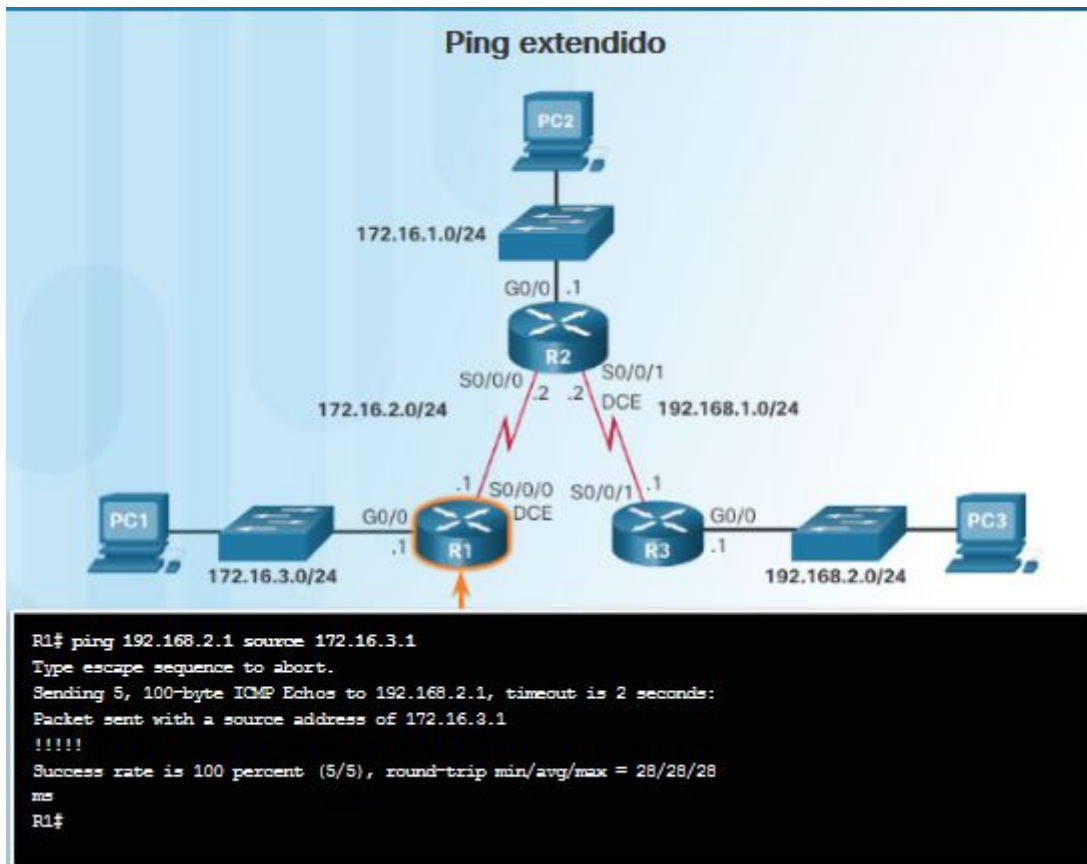 Ping extendido
PC2
172.16.1.0/24
G0/0 .1
R2
S0/0/0 .2 .2 S0/0/1
DCE
172.16.2.0/24 192.168.1.0/24
.1 S0/0/0 S0/0/1 .1
DCE
PC1 G0/0 R1 R3 G0/0 PC3
.1 .1
172.16.3.0/24 192.168.2.0/24
R1# ping 192.168.2.1 source 172.16.3.1
Type escape sequence to abort.
Sending 5, 100-byte ICMP Echos to 192.168.2.1, timeout is 2 seconds:
Packet sent with a source address of 172.16.3.1
!!!!!
Success rate is 100 percent (5/5), round-trip min/avg/max = 28/28/28
ms
R1#